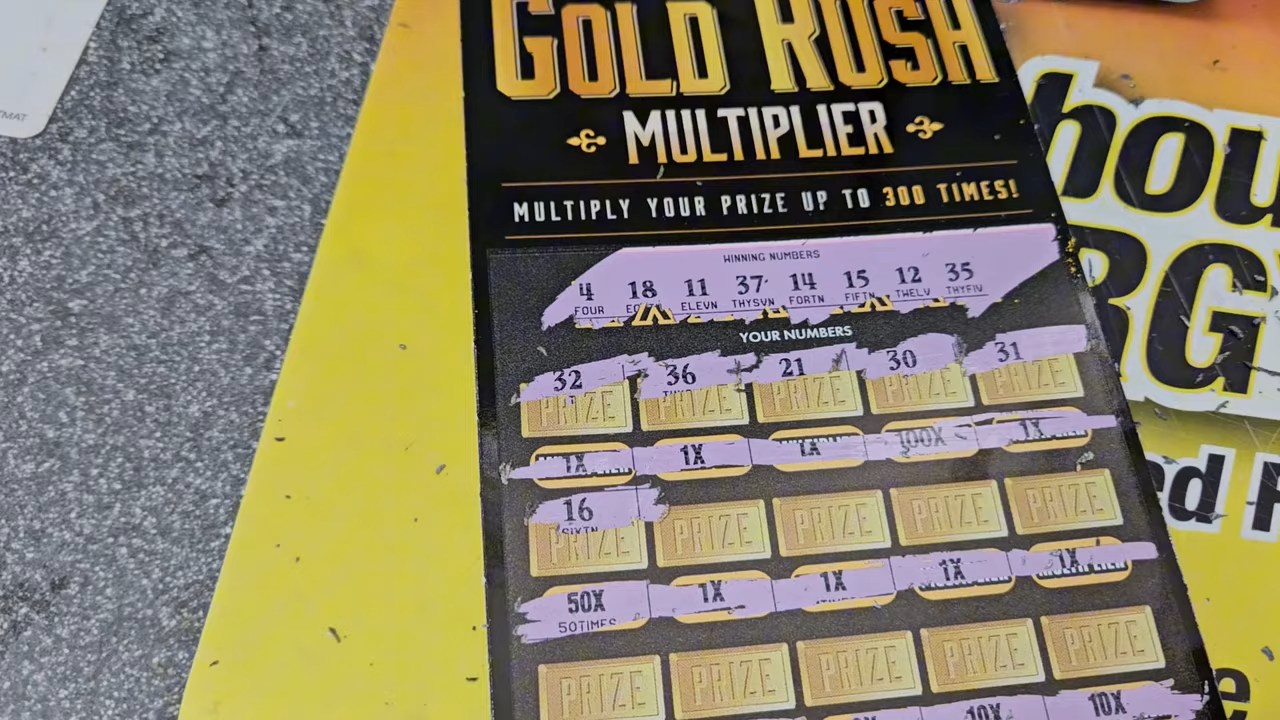 GOLD RUSH
MULTIPLIER
MULTIPLY YOUR PRIZE UP TO 300 TIMES!
WINNING NUMBERS
4 18 11 37 14 15 12 35
FOUR ELEVN THYSVN FORTN FIFTN TWELV THYFIV
YOUR NUMBERS
32 36 21 30 31
PRIZE PRIZE PRIZE PRIZE PRIZE
1X 1X 1X 100X 1X
16
SIXTN
PRIZE PRIZE PRIZE PRIZE PRIZE
50X 1X 1X 1X 1X
50TIMES
PRIZE PRIZE PRIZE PRIZE PRIZE
10X 10X
hou
RG
ed
e